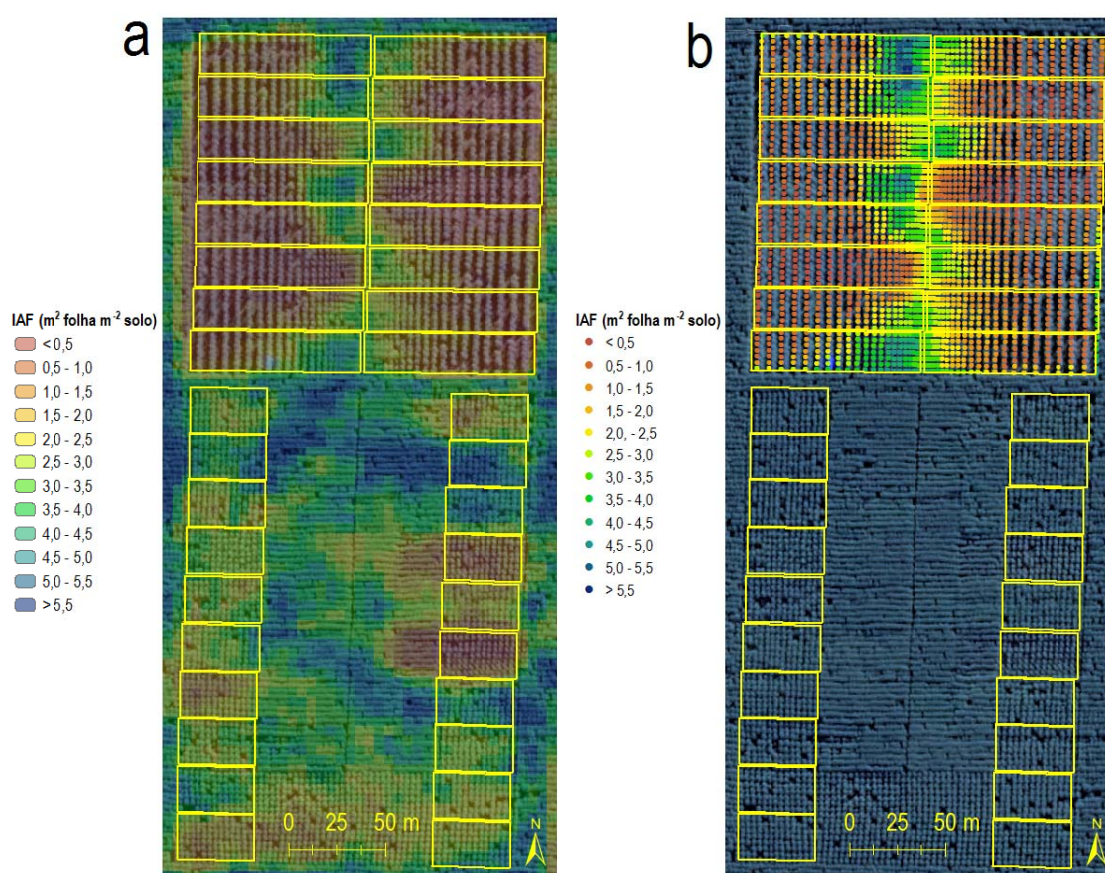 a
b
IAF (m² folha m⁻² solo)
< 0,5
0,5 - 1,0
1,0 - 1,5
1,5 - 2,0
2,0 - 2,5
2,5 - 3,0
3,0 - 3,5
3,5 - 4,0
4,0 - 4,5
4,5 - 5,0
5,0 - 5,5
> 5,5
0 25 50 m
N
IAF (m² folha m⁻² solo)
< 0,5
0,5 - 1,0
1,0 - 1,5
1,5 - 2,0
2,0, - 2,5
2,5 - 3,0
3,0 - 3,5
3,5 - 4,0
4,0 - 4,5
4,5 - 5,0
5,0 - 5,5
> 5,5
0 25 50 m
N